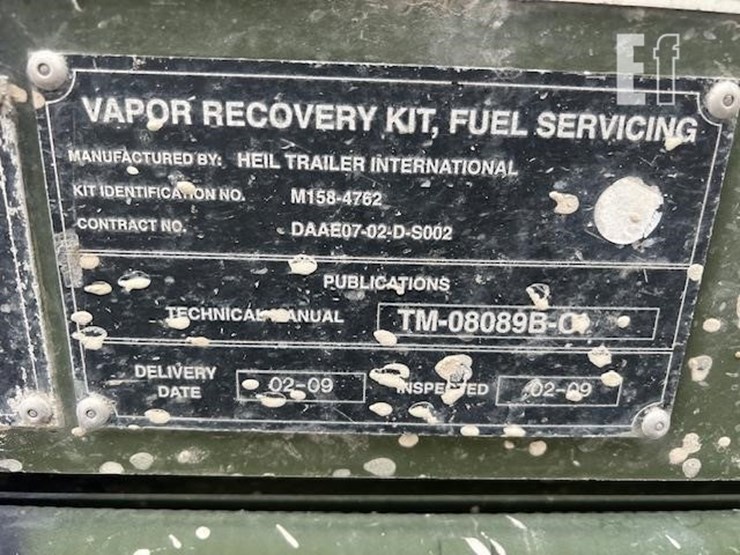 Ef
VAPOR RECOVERY KIT, FUEL SERVICING
MANUFACTURED BY: HEIL TRAILER INTERNATIONAL
KIT IDENTIFICATION NO. M158-4762
CONTRACT NO. DAAE07-02-D-S002
PUBLICATIONS
TECHNICAL MANUAL
DELIVERY DATE 02-09 INSPECTED 02-09